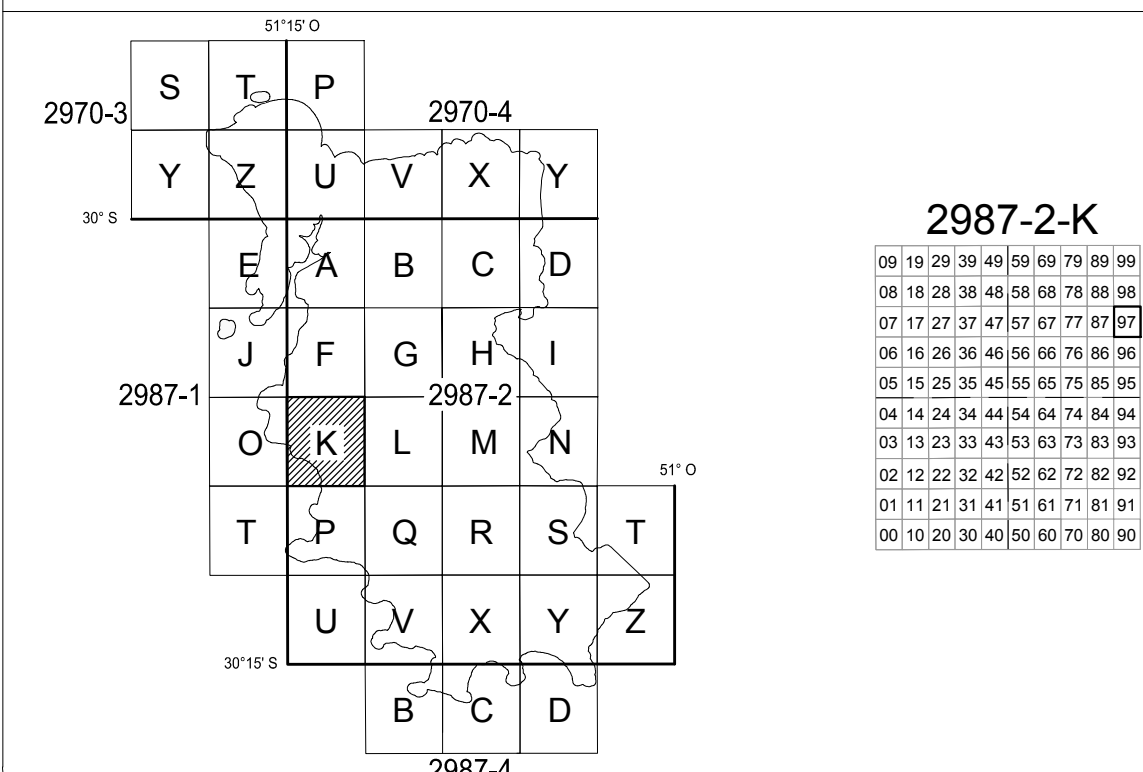 51°15' O
S T P
2970-3 2970-4
Y Z U V X Y
30° S
E A B C D
J F G H I
2987-1 2987-2
O K L M N
51° O
T P Q R S T
U V X Y Z
30°15' S
B C D
2987-4
2987-2-K
09 19 29 39 49 59 69 79 89 99
08 18 28 38 48 58 68 78 88 98
07 17 27 37 47 57 67 77 87 97
06 16 26 36 46 56 66 76 86 96
05 15 25 35 45 55 65 75 85 95
04 14 24 34 44 54 64 74 84 94
03 13 23 33 43 53 63 73 83 93
02 12 22 32 42 52 62 72 82 92
01 11 21 31 41 51 61 71 81 91
00 10 20 30 40 50 60 70 80 90